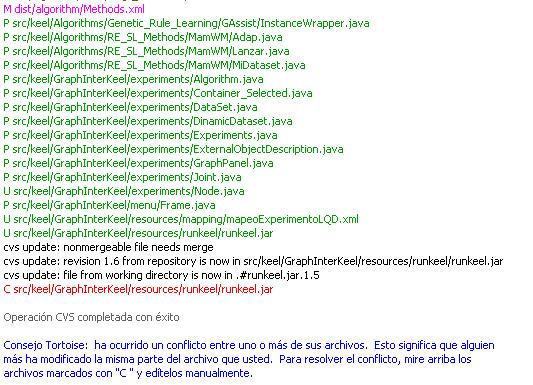 M dist/algorithm/Methods.xml
P src/keel/Algorithms/Genetic_Rule_Learning/GAssist/InstanceWrapper.java
P src/keel/Algorithms/RE_SL_Methods/MamWM/Adap.java
P src/keel/Algorithms/RE_SL_Methods/MamWM/Lanzar.java
P src/keel/Algorithms/RE_SL_Methods/MamWM/MiDataset.java
P src/keel/GraphInterKeel/experiments/Algorithm.java
P src/keel/GraphInterKeel/experiments/Container_Selected.java
P src/keel/GraphInterKeel/experiments/DataSet.java
P src/keel/GraphInterKeel/experiments/DinamicDataset.java
P src/keel/GraphInterKeel/experiments/Experiments.java
P src/keel/GraphInterKeel/experiments/ExternalObjectDescription.java
P src/keel/GraphInterKeel/experiments/GraphPanel.java
P src/keel/GraphInterKeel/experiments/Joint.java
U src/keel/GraphInterKeel/experiments/Node.java
P src/keel/GraphInterKeel/menu/Frame.java
U src/keel/GraphInterKeel/resources/mapping/mapeoExperimentoLQD.xml
U src/keel/GraphInterKeel/resources/runkeel/runkeel.jar
cvs update: nonmergeable file needs merge
cvs update: revision 1.6 from repository is now in src/keel/GraphInterKeel/resources/runkeel/runkeel.jar
cvs update: file from working directory is now in .#runkeel.jar.1.5
C src/keel/GraphInterKeel/resources/runkeel/runkeel.jar
Operación CVS completada con éxito
Consejo Tortoise: ha ocurrido un conflicto entre uno o más de sus archivos. Esto significa que alguien
más ha modificado la misma parte del archivo que usted. Para resolver el conflicto, mire arriba los
archivos marcados con "C " y edítelos manualmente.